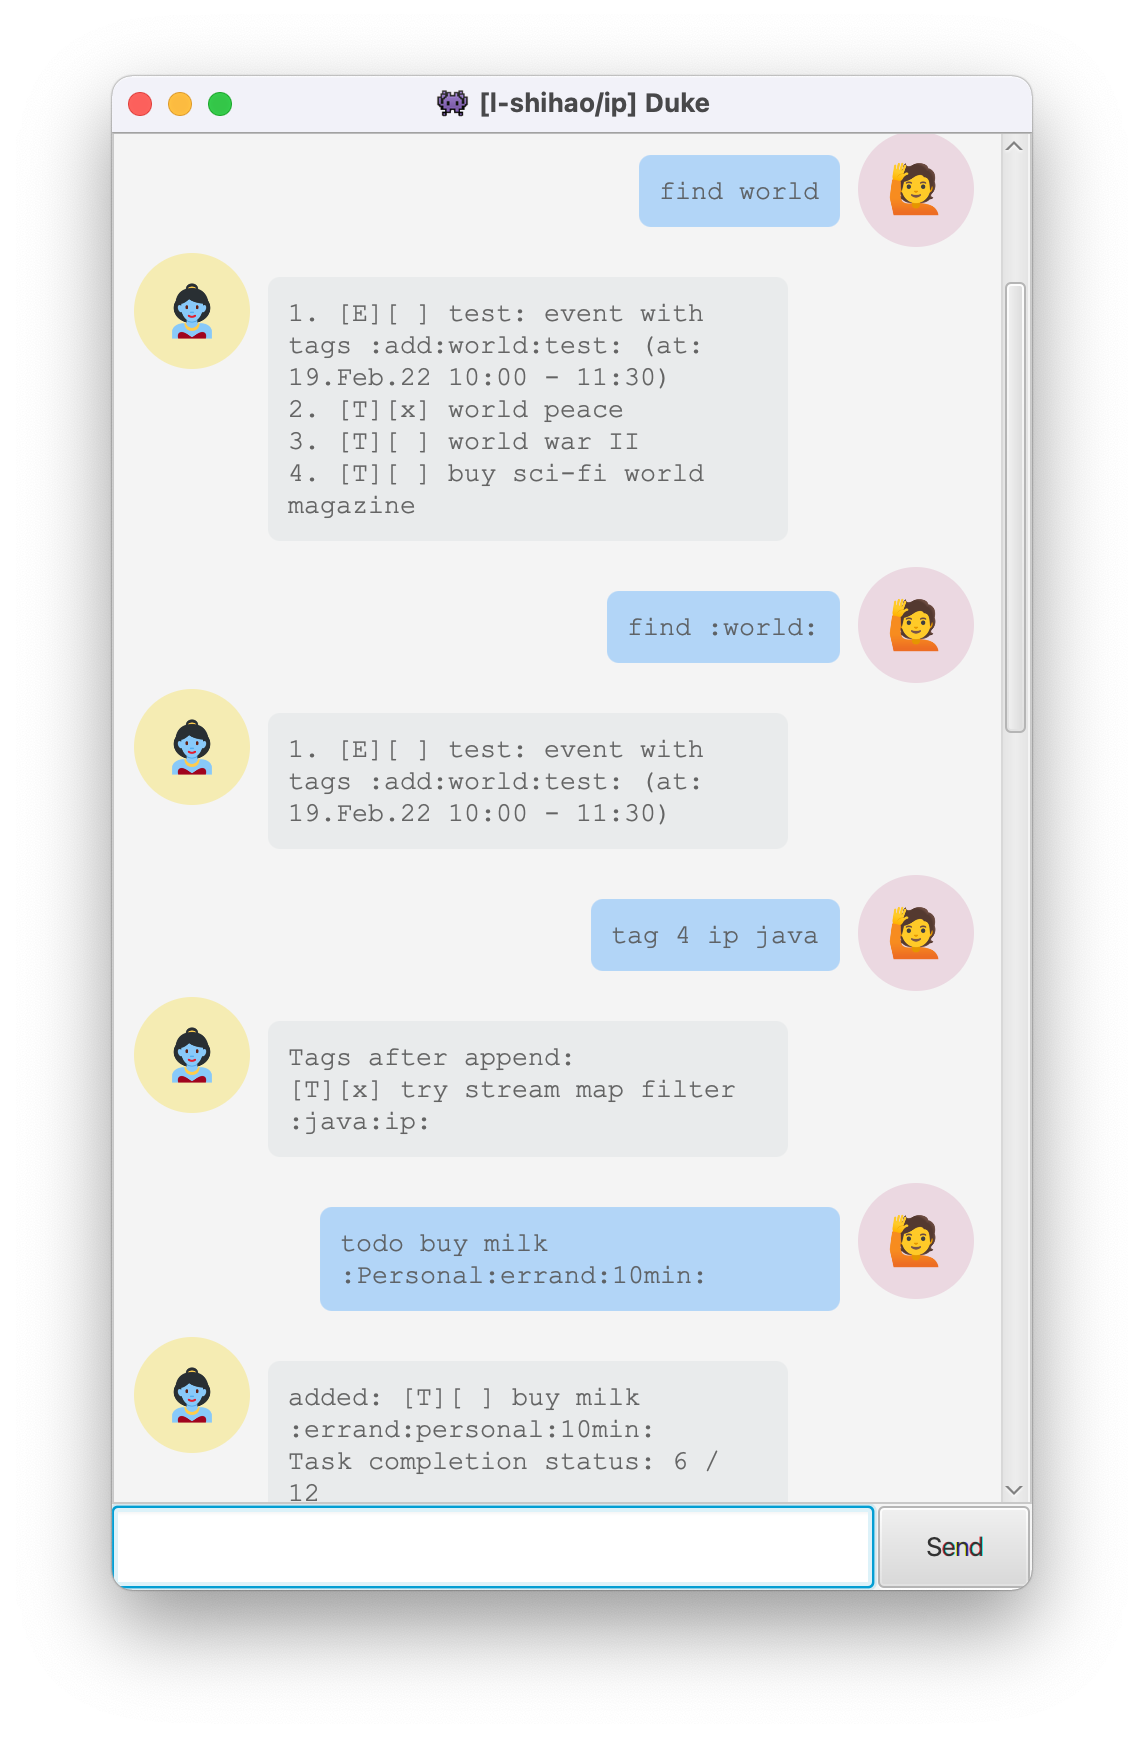 [l-shihao/ip] Duke
find world
1. [E][ ] test: event with
tags :add:world:test: (at:
19.Feb.22 10:00 - 11:30)
2. [T][x] world peace
3. [T][ ] world war II
4. [T][ ] buy sci-fi world
magazine
find :world:
1. [E][ ] test: event with
tags :add:world:test: (at:
19.Feb.22 10:00 - 11:30)
tag 4 ip java
Tags after append:
[T][x] try stream map filter
:java:ip:
todo buy milk
:Personal:errand:10min:
added: [T][ ] buy milk
:errand:personal:10min:
Task completion status: 6 /
12
Send